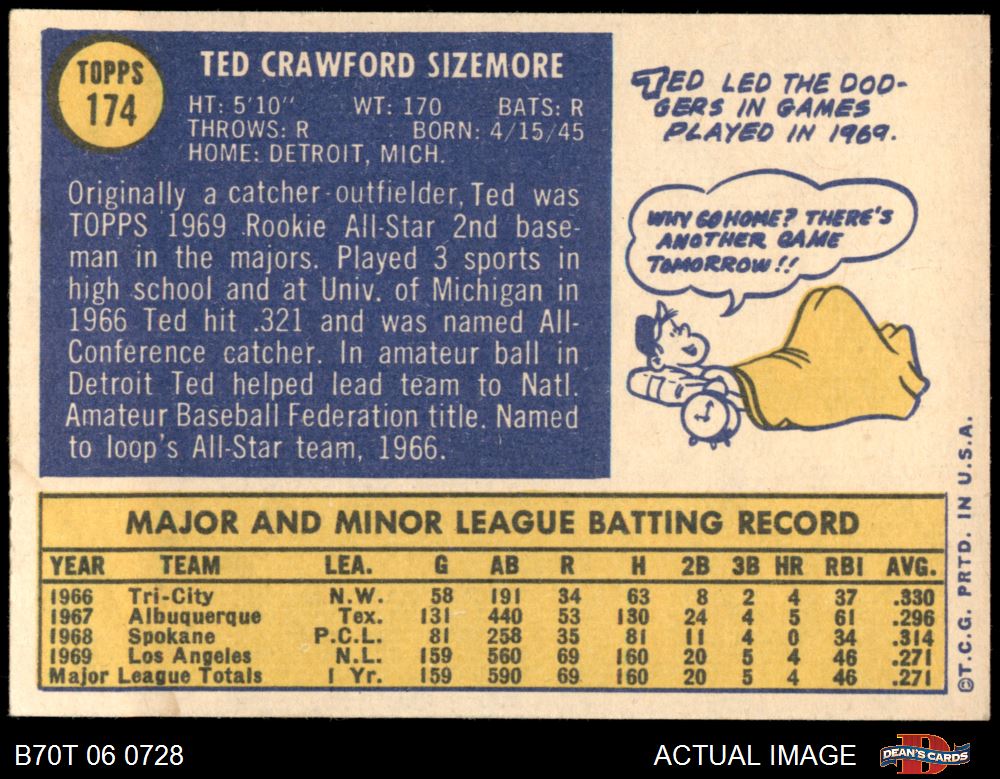 TOPPS
174
TED CRAWFORD SIZEMORE
HT: 5'10" WT: 170 BATS: R
THROWS: R BORN: 4/15/45
HOME: DETROIT, MICH.
Originally a catcher-outfielder, Ted was
TOPPS 1969 Rookie All-Star 2nd base-
man in the majors. Played 3 sports in
high school and at Univ. of Michigan in
1966 Ted hit .321 and was named All-
Conference catcher. In amateur ball in
Detroit Ted helped lead team to Natl.
Amateur Baseball Federation title. Named
to loop's All-Star team, 1966.
TED LED THE DOD-
GERS IN GAMES
PLAYED IN 1969.
WHY GO HOME? THERE'S
ANOTHER GAME
TOMORROW!!
MAJOR AND MINOR LEAGUE BATTING RECORD
YEAR TEAM LEA. G AB R H 2B 3B HR RBI AVG.
1966 Tri-City N.W. 58 191 34 63 8 2 4 37 .330
1967 Albuquerque Tex. 131 440 53 130 24 4 5 61 .296
1968 Spokane P.C.L. 81 258 35 81 11 4 0 34 .314
1969 Los Angeles N.L. 159 560 69 160 20 5 4 46 .271
Major League Totals 1 Yr. 159 590 69 160 20 5 4 46 .271
©T.C.G. PRTD. IN U.S.A.
B70T 06 0728
ACTUAL IMAGE
DEAN'S CARDS